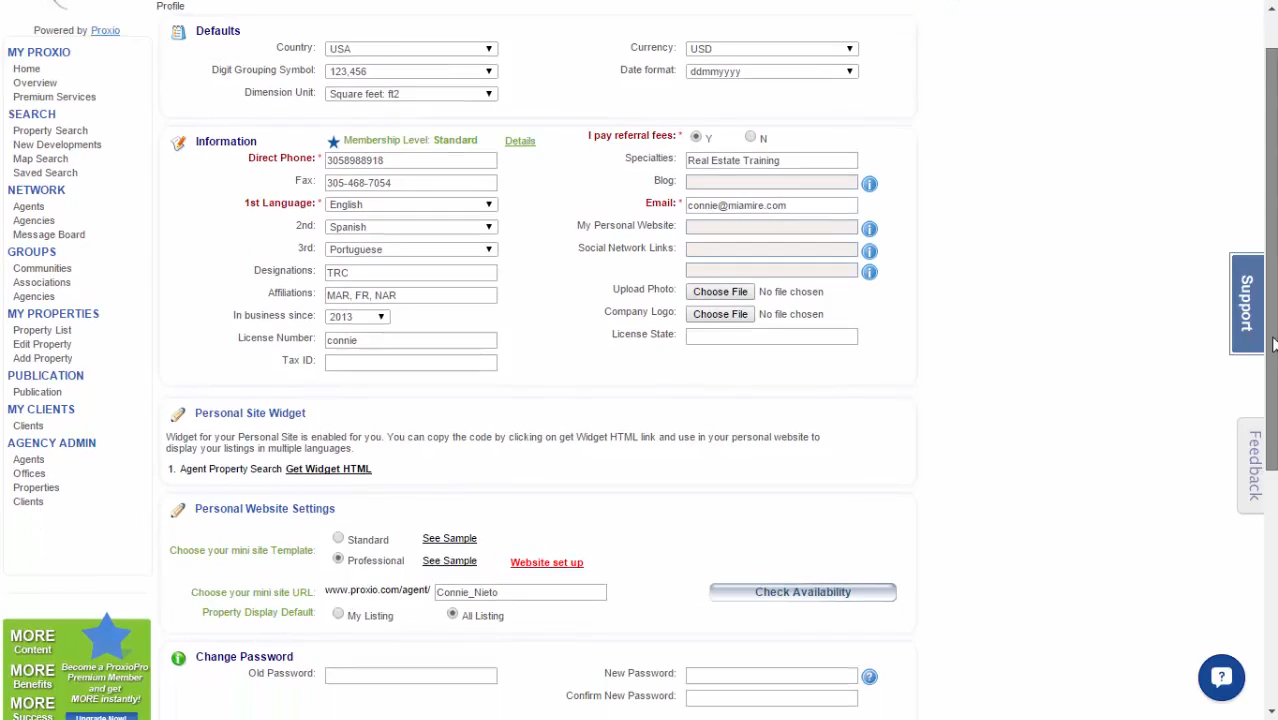 Profile
Powered by Proxio
MY PROXIO
Home
Overview
Premium Services
SEARCH
Property Search
New Developments
Map Search
Saved Search
NETWORK
Agents
Agencies
Message Board
GROUPS
Communities
Associations
Agencies
MY PROPERTIES
Property List
Edit Property
Add Property
PUBLICATION
Publication
MY CLIENTS
Clients
AGENCY ADMIN
Agents
Offices
Properties
Clients
MORE
Content
MORE
Benefits
MORE
Success
Become a ProxioPro
Premium Member
and get
MORE instantly!
Upgrade Now!
Defaults
Country: USA
Currency: USD
Digit Grouping Symbol: 123,456
Date format: ddmmyyyy
Dimension Unit: Square feet: ft2
Information
Membership Level: Standard Details
I pay referral fees: * Y N
Direct Phone: * 3058988918
Specialties: Real Estate Training
Fax: 305-468-7054
Blog:
1st Language: * English
Email: * connie@miamire.com
2nd: Spanish
My Personal Website:
3rd: Portuguese
Social Network Links:
Designations: TRC
Affiliations: MAR, FR, NAR
Upload Photo: Choose File No file chosen
In business since: 2013
Company Logo: Choose File No file chosen
License Number: connie
License State:
Tax ID:
Personal Site Widget
Widget for your Personal Site is enabled for you. You can copy the code by clicking on get Widget HTML link and use in your personal website to
display your listings in multiple languages.
1. Agent Property Search Get Widget HTML
Personal Website Settings
Choose your mini site Template:
Standard See Sample
Professional See Sample Website set up
Choose your mini site URL: www.proxio.com/agent/ Connie_Nieto Check Availability
Property Display Default: My Listing All Listing
Change Password
Old Password:
New Password:
Confirm New Password:
Support
Feedback